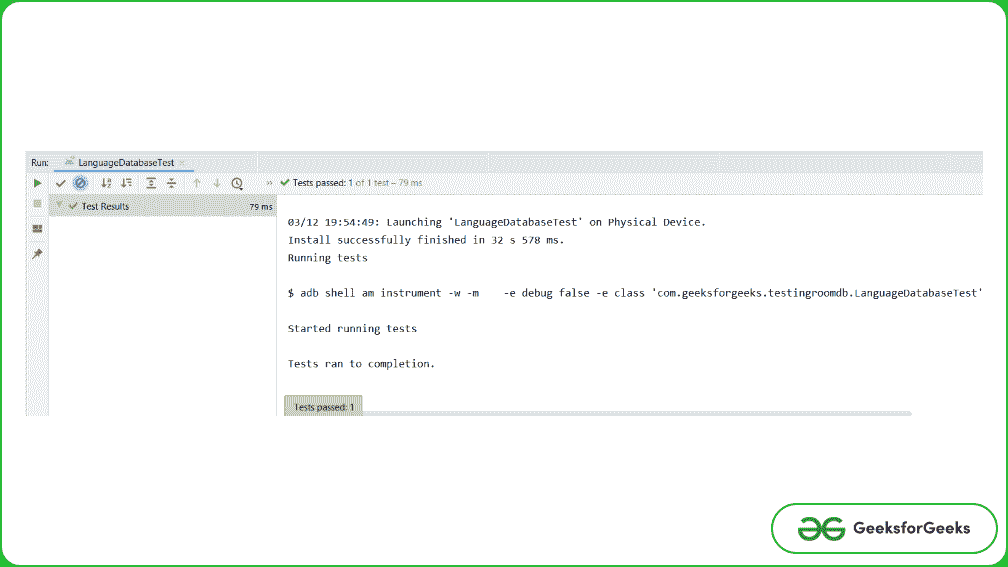 Run: LanguageDatabaseTest
» Tests passed: 1 of 1 test – 79 ms
Test Results 79 ms
03/12 19:54:49: Launching 'LanguageDatabaseTest' on Physical Device.
Install successfully finished in 32 s 578 ms.
Running tests
$ adb shell am instrument -w -m    -e debug false -e class 'com.geeksforgeeks.testingroomdb.LanguageDatabaseTest'
Started running tests
Tests ran to completion.
Tests passed: 1
GeeksforGeeks